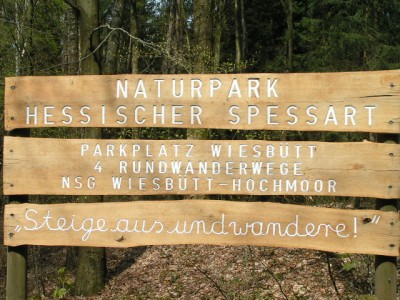 NATURPARK
HESSISCHER SPESSART
PARKPLATZ WIESBUTT
4 RUNDWANDERWEGE
NSG WIESBUTT-HOCHMOOR
„Steige aus und wandere!"